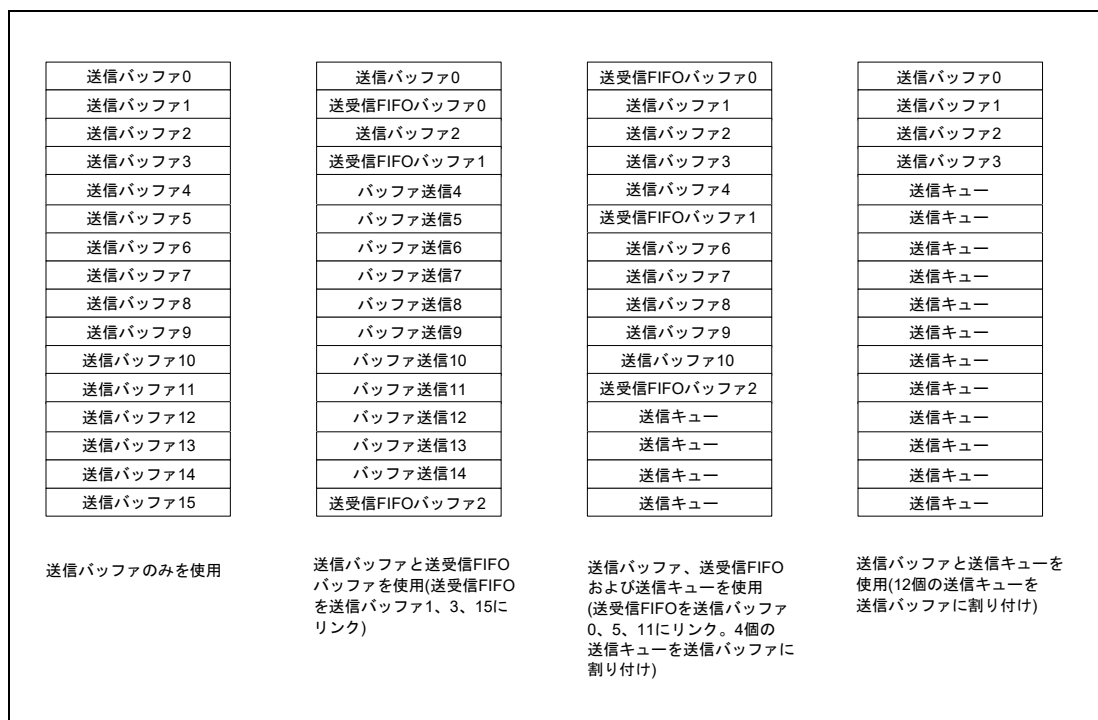 送信バッファ0
送信バッファ1
送信バッファ2
送信バッファ3
送信バッファ4
送信バッファ5
送信バッファ6
送信バッファ7
送信バッファ8
送信バッファ9
送信バッファ10
送信バッファ11
送信バッファ12
送信バッファ13
送信バッファ14
送信バッファ15
送信バッファのみを使用
送信バッファ0
送受信FIFOバッファ0
送信バッファ2
送受信FIFOバッファ1
バッファ送信4
バッファ送信5
バッファ送信6
バッファ送信7
バッファ送信8
バッファ送信9
バッファ送信10
バッファ送信11
バッファ送信12
バッファ送信13
バッファ送信14
送受信FIFOバッファ2
送信バッファと送受信FIFO
バッファを使用(送受信FIFO
を送信バッファ1、3、15に
リンク)
送受信FIFOバッファ0
送信バッファ1
送信バッファ2
送信バッファ3
送信バッファ4
送受信FIFOバッファ1
送信バッファ6
送信バッファ7
送信バッファ8
送信バッファ9
送信バッファ10
送受信FIFOバッファ2
送信キュー
送信キュー
送信キュー
送信キュー
送信バッファ、送受信FIFO
および送信キューを使用
(送受信FIFOを送信バッファ
0、5、11にリンク。4個の
送信キューを送信バッファに
割り付け)
送信バッファ0
送信バッファ1
送信バッファ2
送信バッファ3
送信キュー
送信キュー
送信キュー
送信キュー
送信キュー
送信キュー
送信キュー
送信キュー
送信キュー
送信キュー
送信キュー
送信キュー
送信バッファと送信キューを
使用(12個の送信キューを
送信バッファに割り付け)